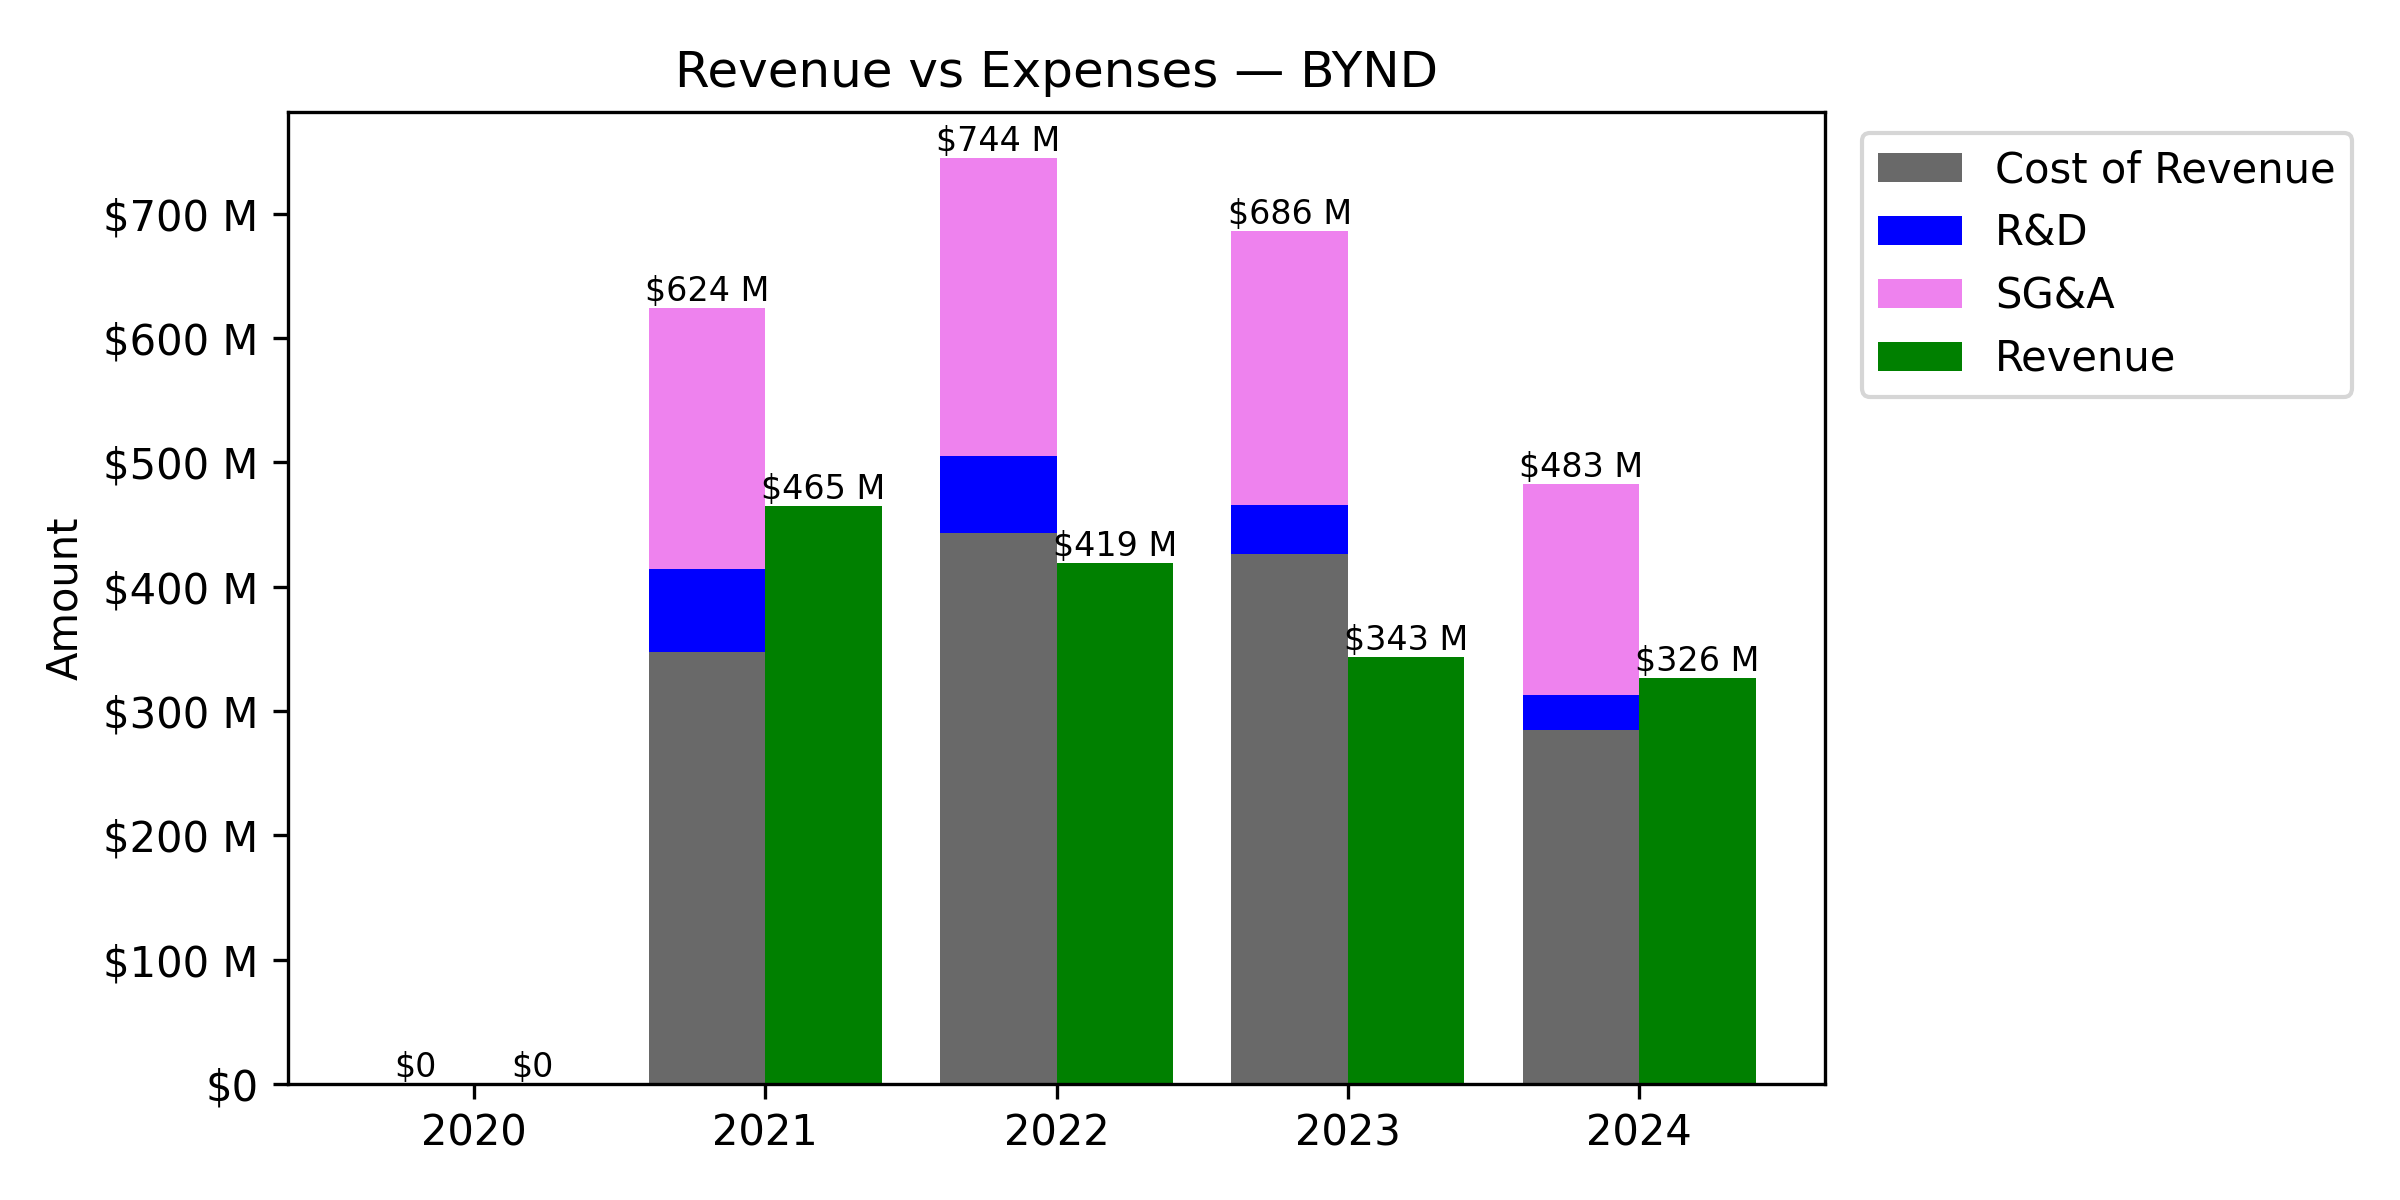 Revenue vs Expenses — BYND
Amount
$700 M
$600 M
$500 M
$400 M
$300 M
$200 M
$100 M
$0
$0
$0
$624 M
$465 M
$744 M
$419 M
$686 M
$343 M
$483 M
$326 M
2020
2021
2022
2023
2024
Cost of Revenue
R&D
SG&A
Revenue